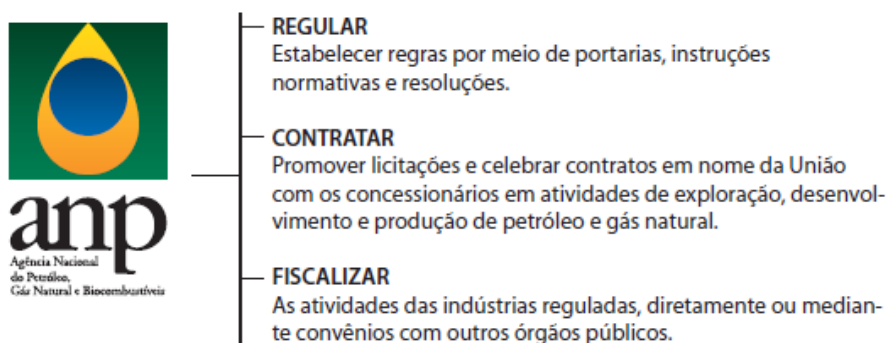 REGULAR
Estabelecer regras por meio de portarias, instruções
normativas e resoluções.
CONTRATAR
Promover licitações e celebrar contratos em nome da União
com os concessionários em atividades de exploração, desenvol-
vimento e produção de petróleo e gás natural.
FISCALIZAR
As atividades das indústrias reguladas, diretamente ou median-
te convênios com outros órgãos públicos.
anp
Agência Nacional
do Petróleo,
Gás Natural e Biocombustíveis